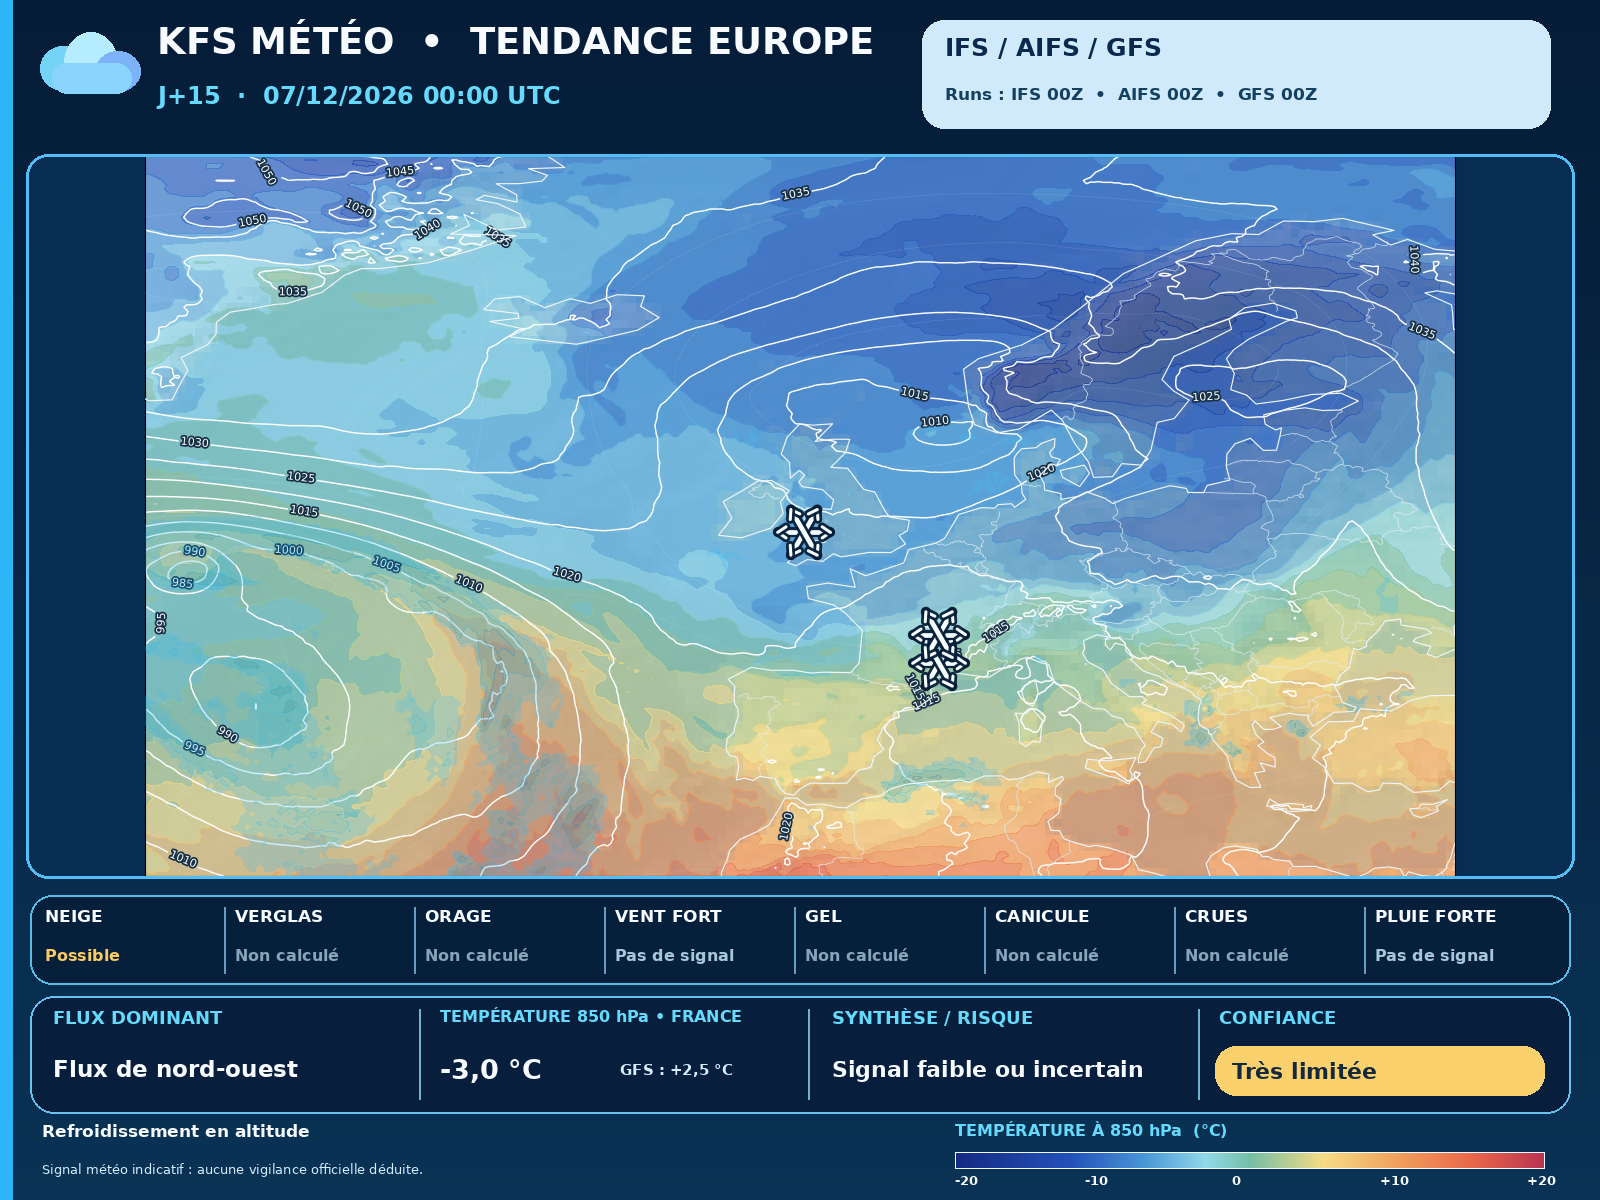 KFS MÉTÉO • TENDANCE EUROPE
J+15 · 07/12/2026 00:00 UTC
IFS / AIFS / GFS
Runs : IFS 00Z • AIFS 00Z • GFS 00Z
1050
1045
1050
1050
1040
1035
1035
1035
1040
1035
1015
1010
1025
1020
1030
1025
1015
990
1000
1005
985
1010
1020
995
1015
1015
1015
990
995
1020
1010
NEIGE
Possible
VERGLAS
Non calculé
ORAGE
Non calculé
VENT FORT
Pas de signal
GEL
Non calculé
CANICULE
Non calculé
CRUES
Non calculé
PLUIE FORTE
Pas de signal
FLUX DOMINANT
Flux de nord-ouest
TEMPÉRATURE 850 hPa • FRANCE
-3,0 °C
GFS : +2,5 °C
SYNTHÈSE / RISQUE
Signal faible ou incertain
CONFIANCE
Très limitée
Refroidissement en altitude
Signal météo indicatif : aucune vigilance officielle déduite.
TEMPÉRATURE À 850 hPa (°C)
-20 -10 0 +10 +20